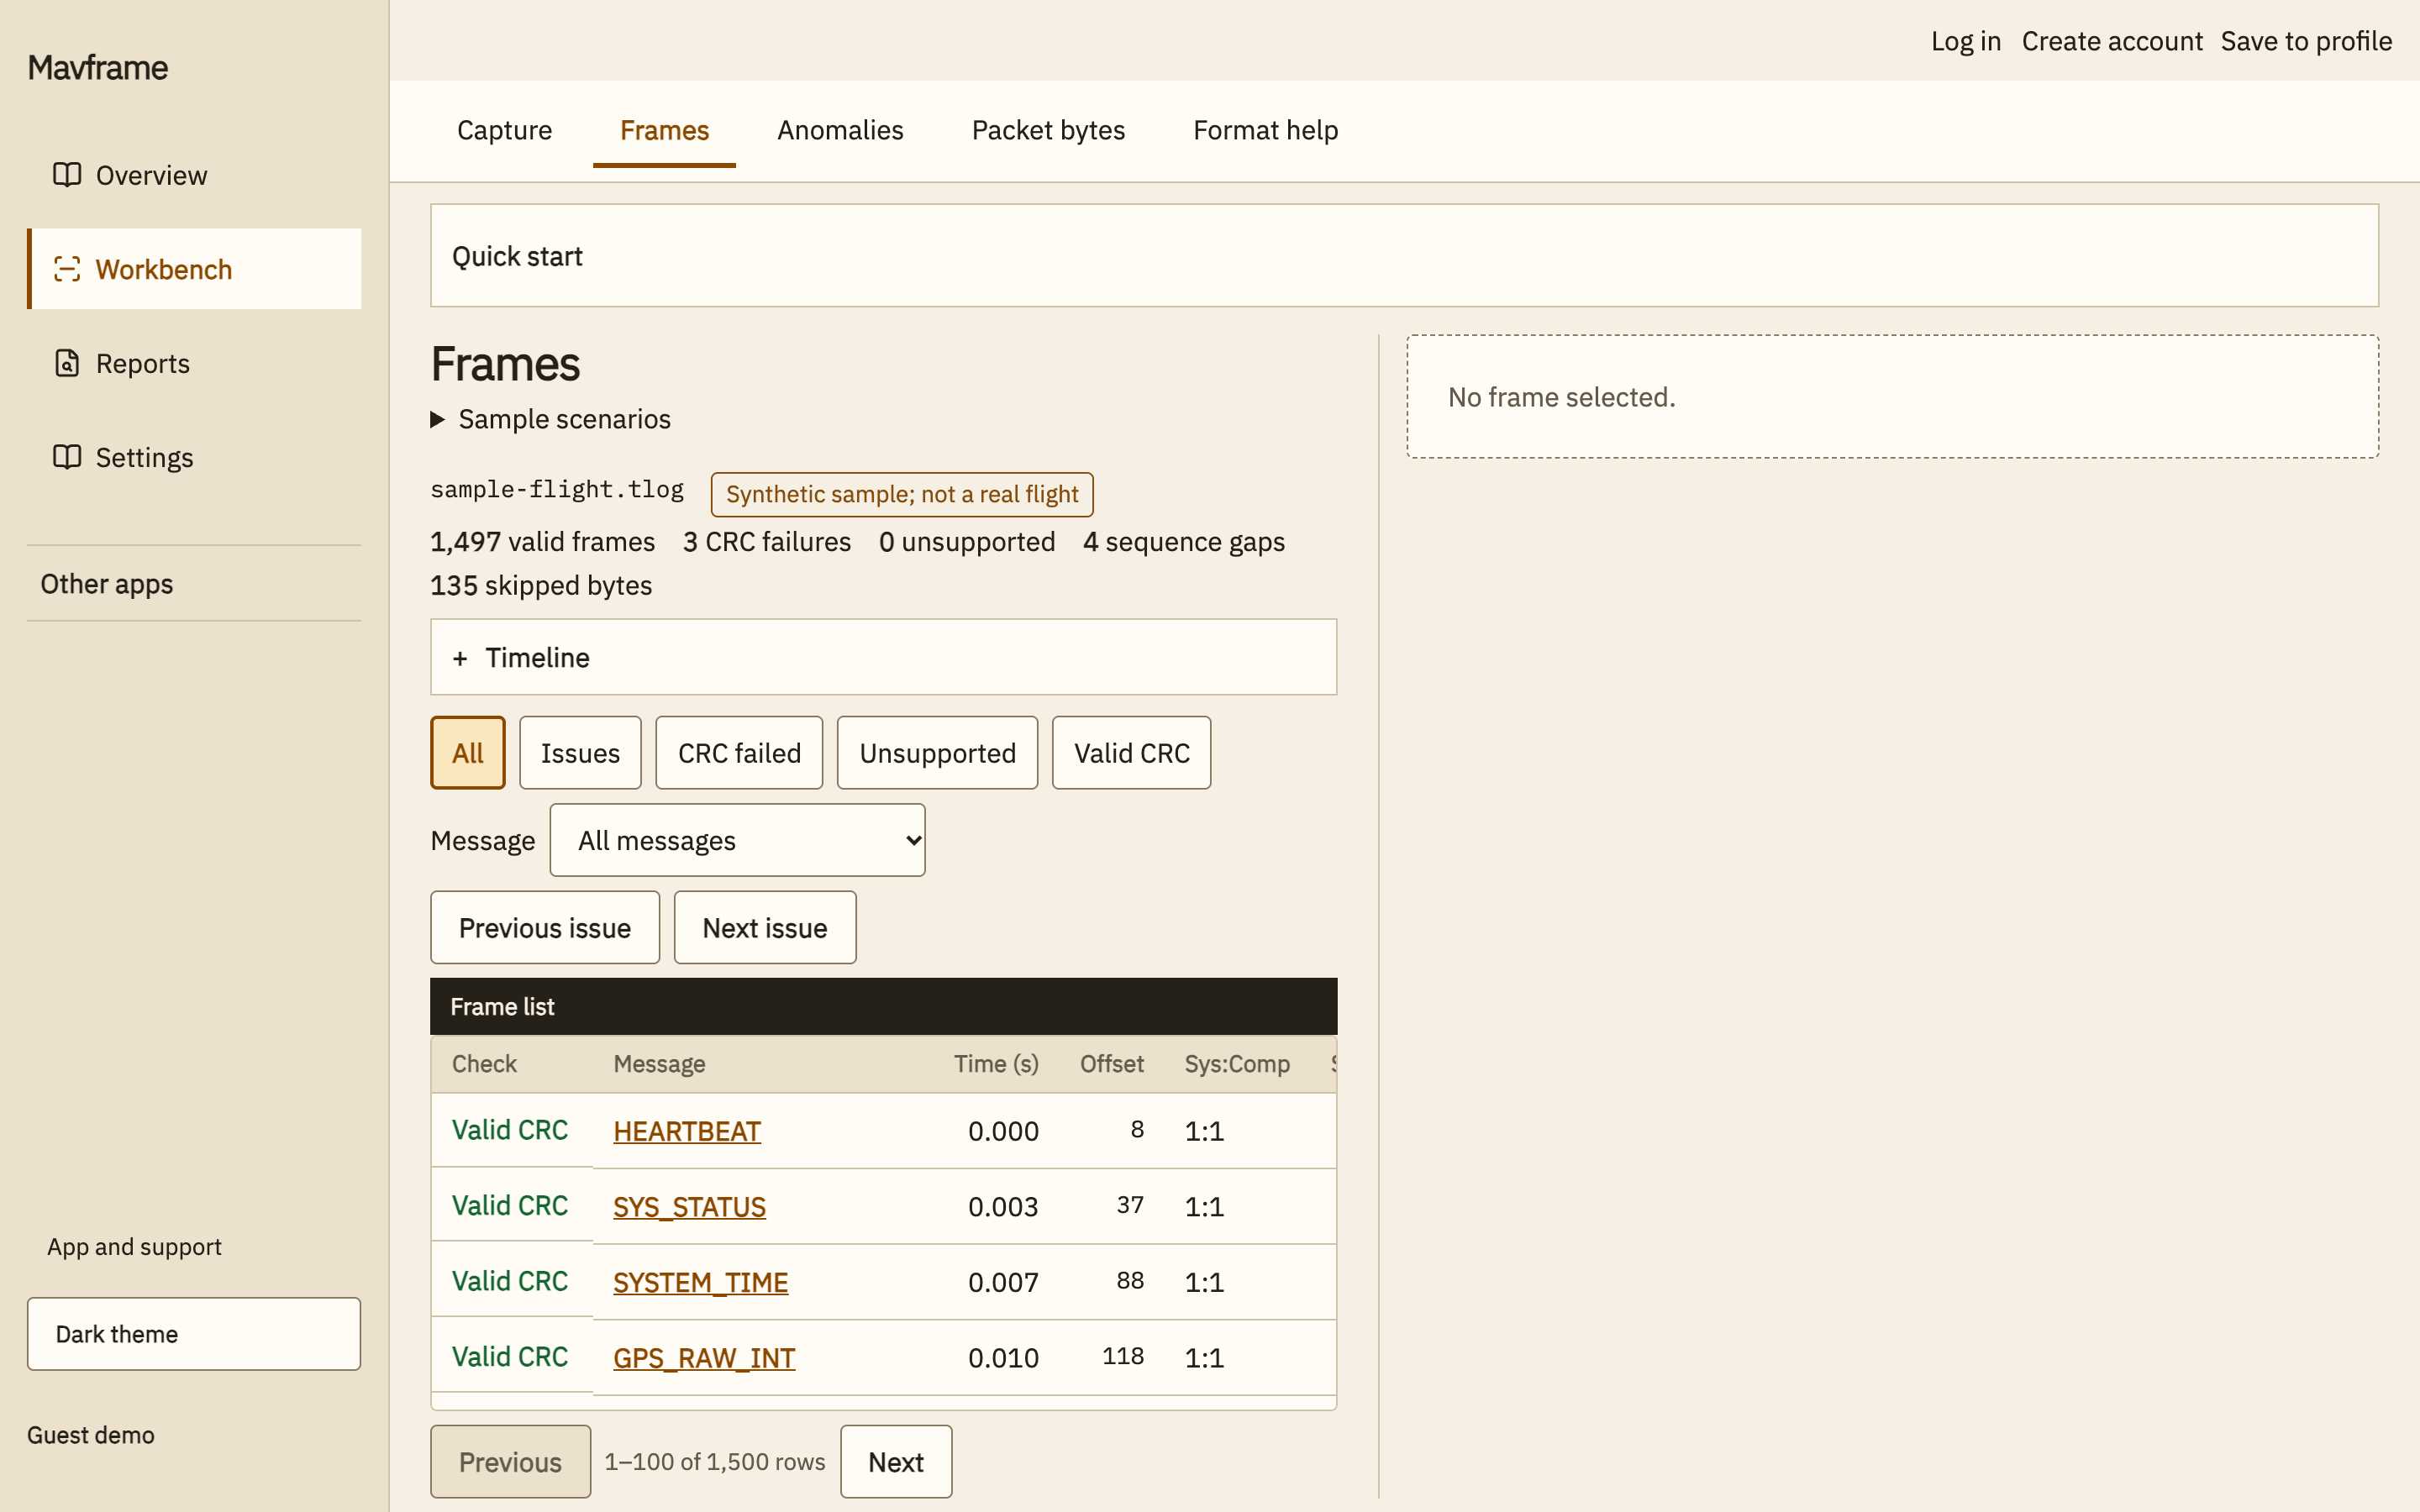 Mavframe
Overview
Workbench
Reports
Settings
Other apps
App and support
Dark theme
Guest demo
Log in Create account Save to profile
Capture Frames Anomalies Packet bytes Format help
Quick start
Frames
Sample scenarios
sample-flight.tlog Synthetic sample; not a real flight
1,497 valid frames 3 CRC failures 0 unsupported 4 sequence gaps
135 skipped bytes
+ Timeline
All Issues CRC failed Unsupported Valid CRC
Message All messages
Previous issue Next issue
Frame list
Check Message Time (s) Offset Sys:Comp
Valid CRC HEARTBEAT 0.000 8 1:1
Valid CRC SYS_STATUS 0.003 37 1:1
Valid CRC SYSTEM_TIME 0.007 88 1:1
Valid CRC GPS_RAW_INT 0.010 118 1:1
Previous 1–100 of 1,500 rows Next
No frame selected.